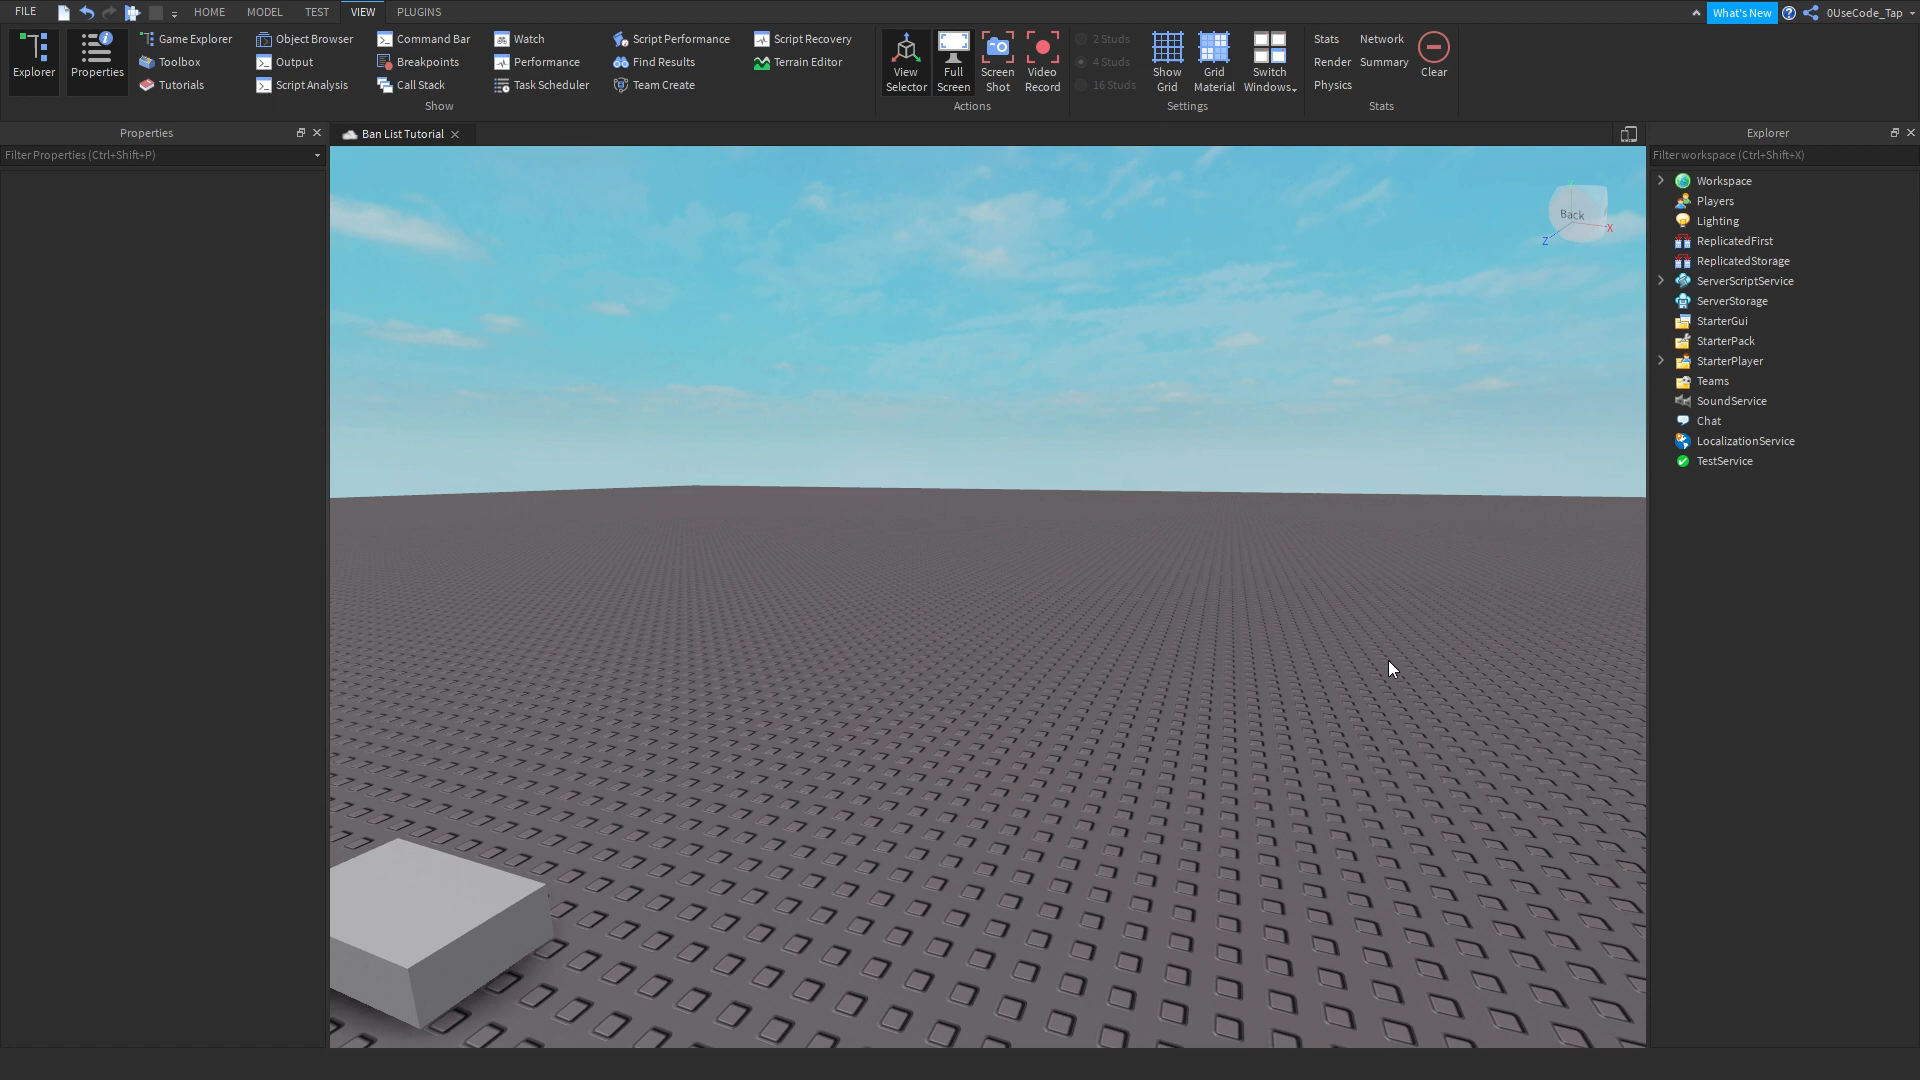 FILE HOME MODEL TEST VIEW PLUGINS What's New 0UseCode_Tap
Explorer
Properties
Game Explorer
Toolbox
Tutorials
Object Browser
Output
Script Analysis
Command Bar
Breakpoints
Call Stack
Watch
Performance
Task Scheduler
Script Performance
Find Results
Team Create
Script Recovery
Terrain Editor
Show
View
Selector
Full
Screen
Screen
Shot
Video
Record
Actions
2 Studs
4 Studs
16 Studs
Show
Grid
Grid
Material
Switch
Windows
Settings
Stats
Render
Physics
Network
Summary
Clear
Stats
Properties
Filter Properties (Ctrl+Shift+P)
Ban List Tutorial
Back
Z
X
Explorer
Filter workspace (Ctrl+Shift+X)
Workspace
Players
Lighting
ReplicatedFirst
ReplicatedStorage
ServerScriptService
ServerStorage
StarterGui
StarterPack
StarterPlayer
Teams
SoundService
Chat
LocalizationService
TestService